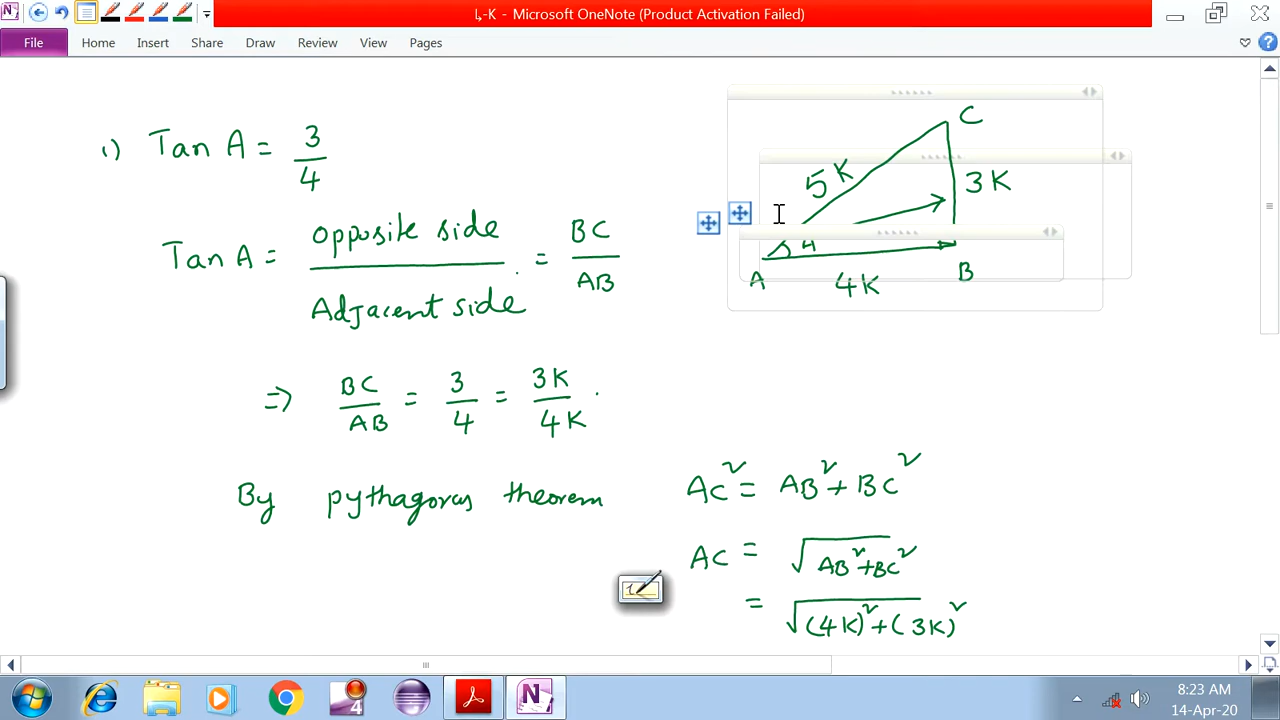 I,-K - Microsoft OneNote (Product Activation Failed)
File Home Insert Share Draw Review View Pages
1) Tan A = 3/4
Tan A = opposite side / Adjacent side = BC/AB
=> BC/AB = 3/4 = 3K/4K.
By pythagorus theorem
C
5K
3K
A
A
B
4K
AC² = AB² + BC²
AC = √AB²+BC²
= √(4K)²+(3K)²
4
8:23 AM
14-Apr-20